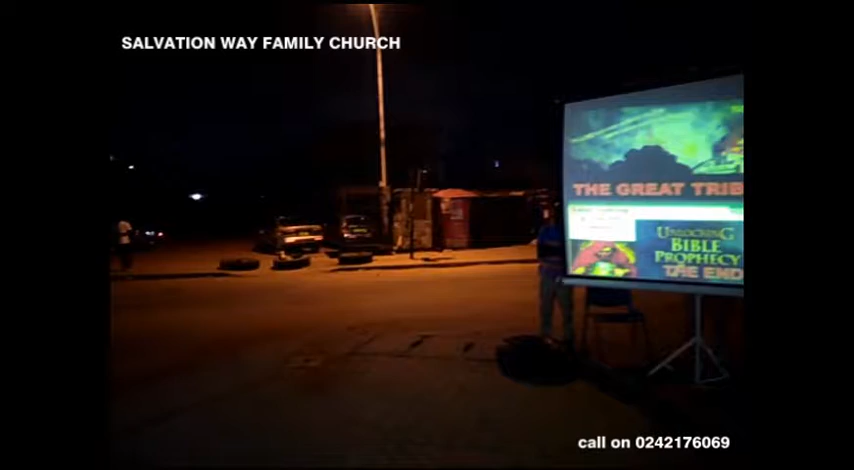 SALVATION WAY FAMILY CHURCH
THE GREAT TRIB
UNLOCKING
BIBLE
PROPHECY
THE END
call on 0242176069